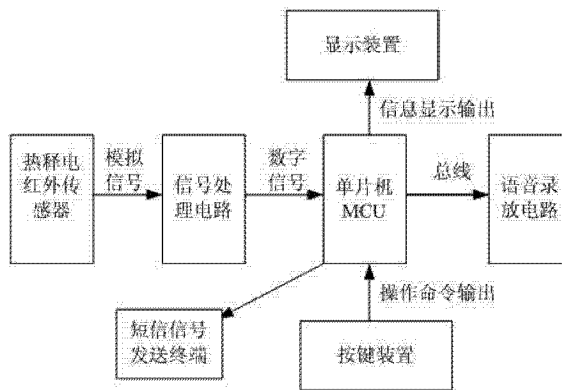 显示装置
信息显示输出
热释电
红外传
感器
模拟
信号
信号处
理电路
数字
信号
单片机
MCU
总线
语音录
放电路
操作命令输出
短信信号
发送终端
按键装置